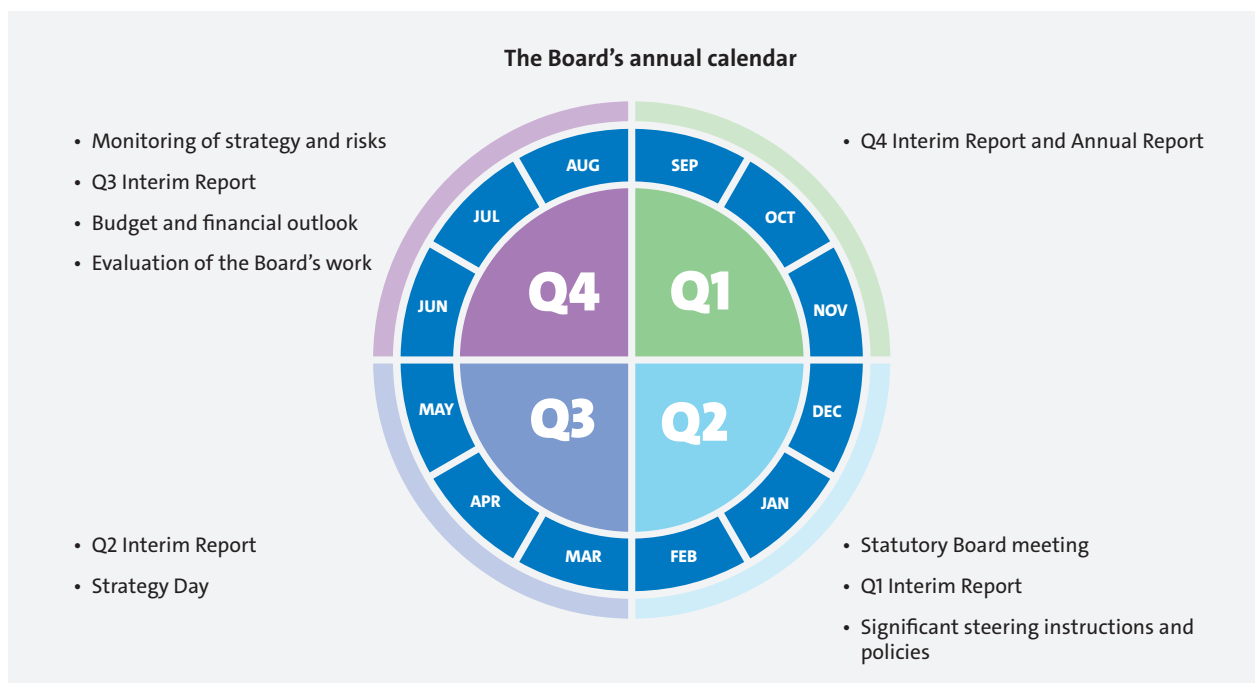 The Board’s annual calendar
• Monitoring of strategy and risks
• Q3 Interim Report
• Budget and financial outlook
• Evaluation of the Board’s work
• Q4 Interim Report and Annual Report
AUG
SEP
JUL
OCT
JUN
NOV
Q4
Q1
MAY
DEC
Q3
Q2
APR
JAN
MAR
FEB
• Q2 Interim Report
• Strategy Day
• Statutory Board meeting
• Q1 Interim Report
• Significant steering instructions and
policies